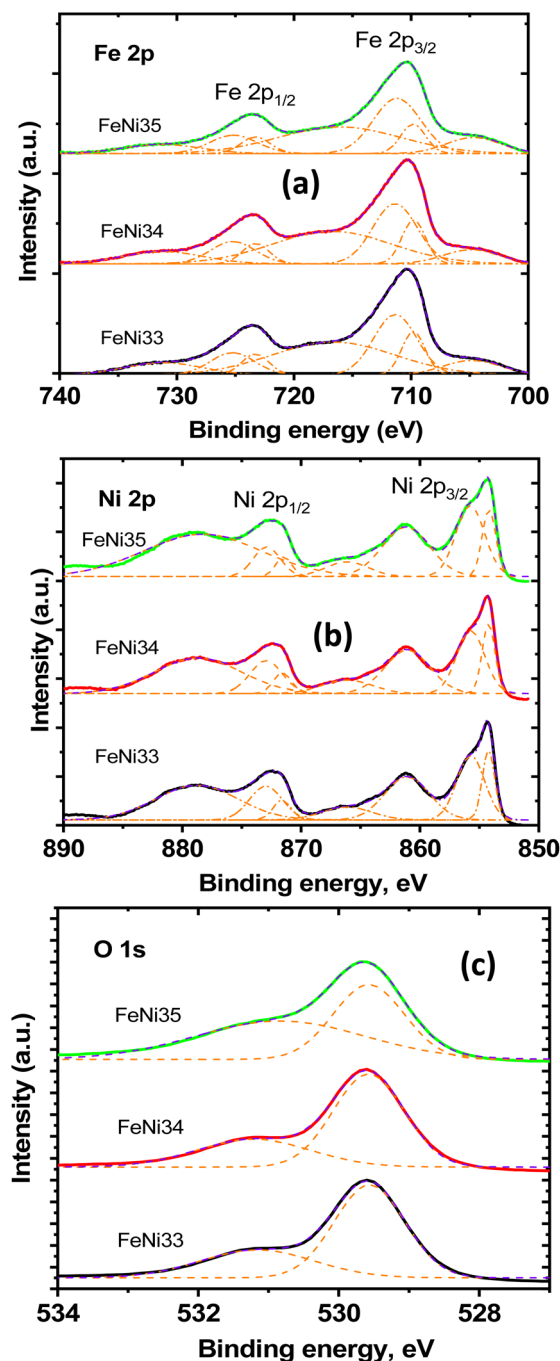 Fe 2p
Fe 2p3/2
Fe 2p1/2
FeNi35
(a)
FeNi34
FeNi33
Intensity (a.u.)
740 730 720 710 700
Binding energy (eV)
Ni 2p
Ni 2p1/2
Ni 2p3/2
FeNi35
FeNi34
(b)
FeNi33
Intensity (a.u.)
890 880 870 860 850
Binding energy, eV
O 1s
(c)
FeNi35
FeNi34
FeNi33
Intensity (a.u.)
534 532 530 528
Binding energy, eV